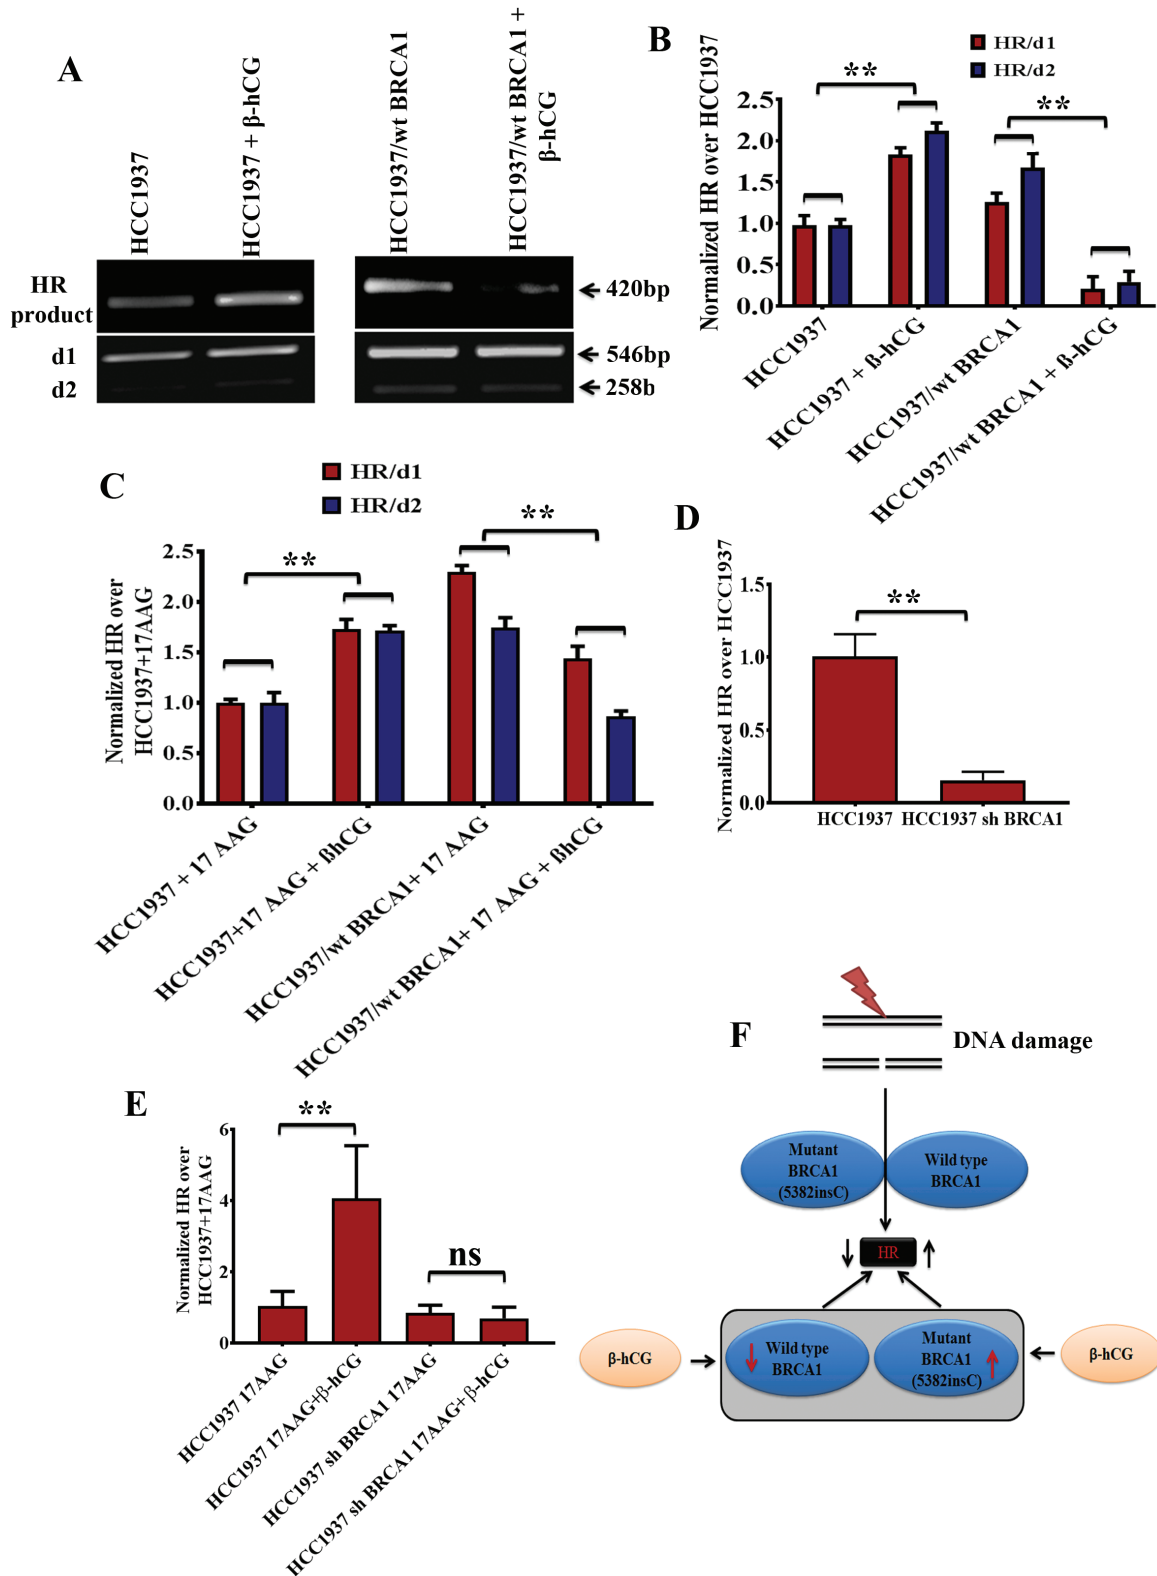 A
HCC1937
HCC1937 + β-hCG
HCC1937/wt BRCA1
HCC1937/wt BRCA1 +
β-hCG
HR
product
d1
d2
420bp
546bp
258b
B
HR/d1
HR/d2
Normalized HR over HCC1937
**
**
2.5
2.0
1.5
1.0
0.5
0.0
HCC1937
HCC1937 + ß-hCG
HCC1937/wt BRCA1
HCC1937/wt BRCA1 + ß-hCG
C
HR/d1
HR/d2
Normalized HR over
HCC1937+17AAG
**
**
2.5
2.0
1.5
1.0
0.5
0.0
HCC1937 + 17 AAG
HCC1937+17 AAG + ßhCG
HCC1937/wt BRCA1+ 17 AAG
HCC1937/wt BRCA1+ 17 AAG + ßhCG
D
Normalized HR over HCC1937
**
1.5
1.0
0.5
0.0
HCC1937
HCC1937 sh BRCA1
E
Normalized HR over
HCC1937+17AAG
**
ns
6
4
2
0
HCC1937 17AAG
HCC1937 17AAG+β-hCG
HCC1937 sh BRCA1 17AAG
HCC1937 sh BRCA1 17AAG+β-hCG
F
DNA damage
Mutant
BRCA1
(5382insC)
Wild type
BRCA1
HR
β-hCG
Wild type
BRCA1
Mutant
BRCA1
(5382insC)
β-hCG